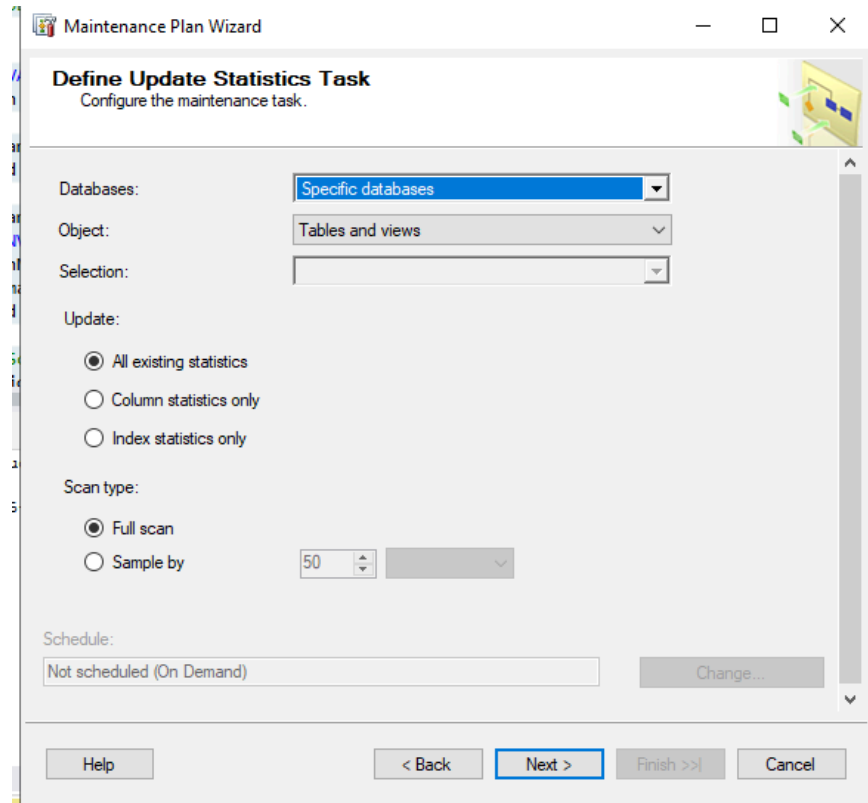 Maintenance Plan Wizard
Define Update Statistics Task
Configure the maintenance task.
Databases: Specific databases
Object: Tables and views
Selection:
Update:
All existing statistics
Column statistics only
Index statistics only
Scan type:
Full scan
Sample by 50
Schedule:
Not scheduled (On Demand) Change...
Help < Back Next > Finish >>| Cancel